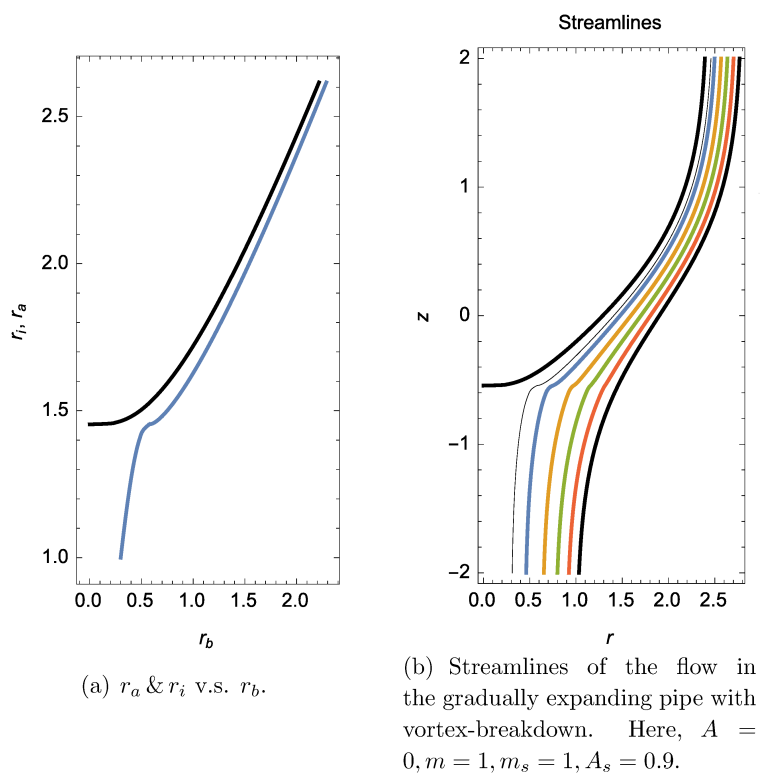 Streamlines
2.5
2.0
1.5
1.0
r_i, r_a
0.0 0.5 1.0 1.5 2.0
r_b
2
1
0
−1
−2
z
0.0 0.5 1.0 1.5 2.0 2.5
r
(a) r_a & r_i v.s. r_b.
(b) Streamlines of the flow in
the gradually expanding pipe with
vortex-breakdown. Here, A =
0, m = 1, m_s = 1, A_s = 0.9.